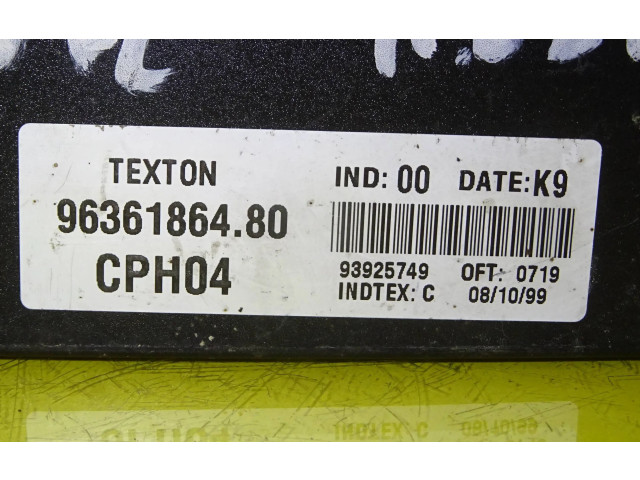 TEXTON
96361864.80
CPH04
IND: 00 DATE: K9
93925749 OFT: 0719
INDTEX: C 08/10/99